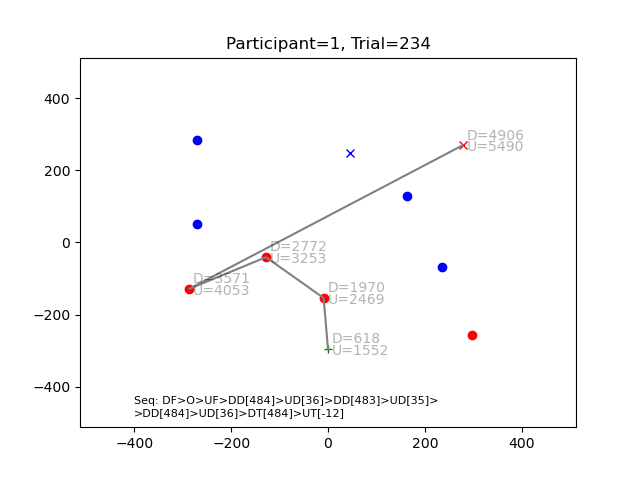 Participant=1, Trial=234
400
200
0
−200
−400
D=4906
U=5490
D=2772
U=3253
D=3571
U=4053
D=1970
U=2469
D=618
U=1552
Seq: DF>O>UF>DD[484]>UD[36]>DD[483]>UD[35]>
>DD[484]>UD[36]>DT[484]>UT[-12]
−400 −200 0 200 400